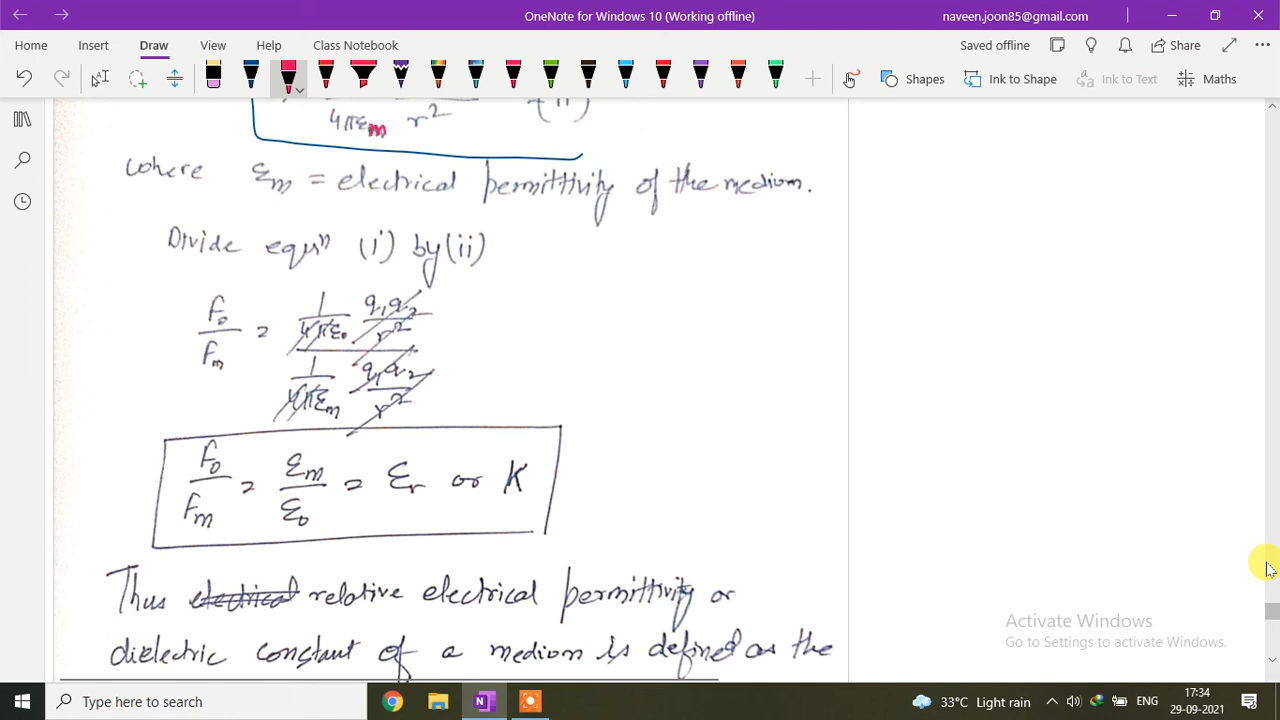 OneNote for Windows 10 (Working offline)
naveen.joon85@gmail.com
Home Insert Draw View Help Class Notebook
Saved offline Share
Shapes Ink to Shape Ink to Text Maths
4πεm r² -(ii)
where εm = electrical permittivity of the medium.
Divide equⁿ (i) by (ii)
F₀/Fm = (1/4πε₀ q₁q₂/r²)/(1/4πεm q₁q₂/r²)
F₀/Fm = εm/ε₀ = εr or K
Thus electrical relative electrical permittivity or
dielectric constant of a medium is defined as the
Activate Windows
Go to Settings to activate Windows.
Type here to search
33°C Light rain
ENG
17:34
29-09-2021